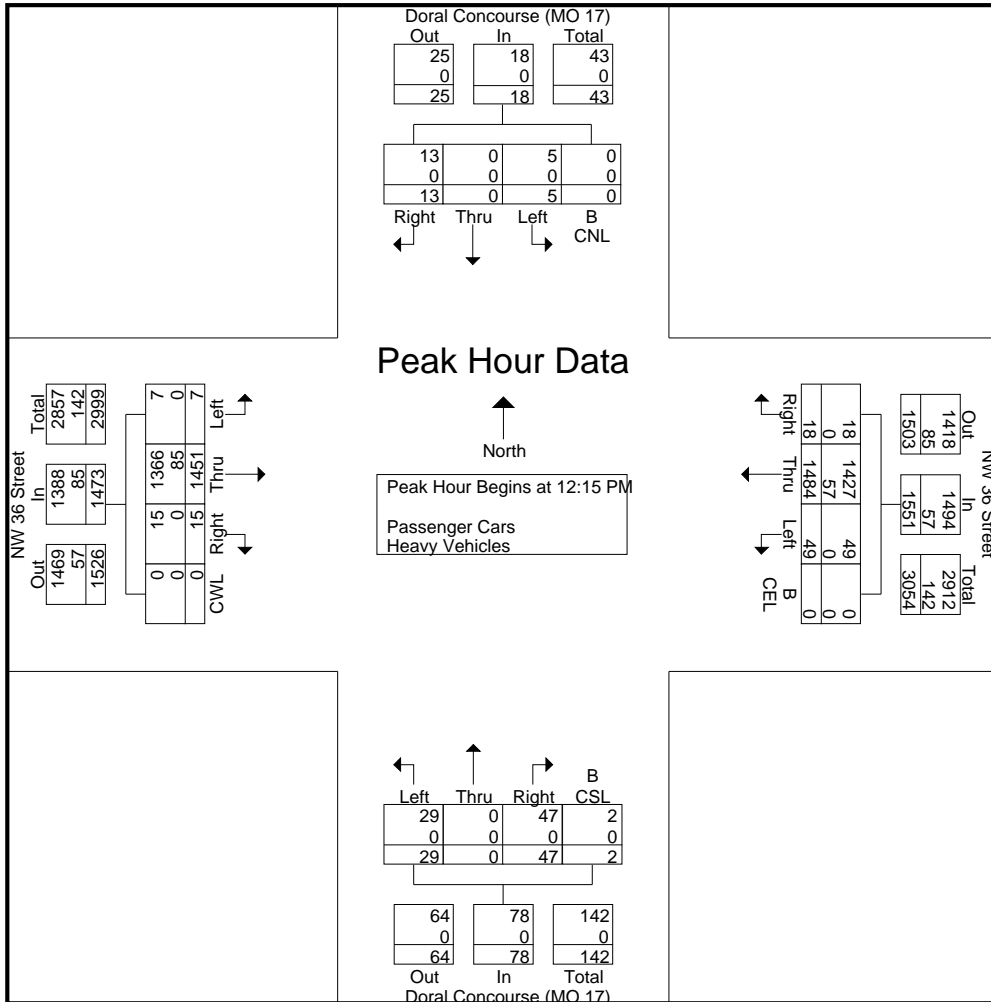 Doral Concourse (MO 17)
Out In Total
25 18 43
0 0 0
25 18 43
13 0 5 0
0 0 0 0
13 0 5 0
Right Thru Left B
CNL
Peak Hour Data
North
Peak Hour Begins at 12:15 PM
Passenger Cars
Heavy Vehicles
NW 36 Street
Out In Total
1469 1388 2857
57 85 142
1526 1473 2999
CWL Right Thru Left
0 15 1366 7
0 0 85 0
0 15 1451 7
NW 36 Street
Out In Total
1418 1494 2912
85 57 142
1503 1551 3054
18 1427 49 0
0 57 0 0
18 1484 49 0
Right Thru Left B
CEL
B
Left Thru Right CSL
29 0 47 2
0 0 0 0
29 0 47 2
64 78 142
0 0 0
64 78 142
Out In Total
Doral Concourse (MO 17)